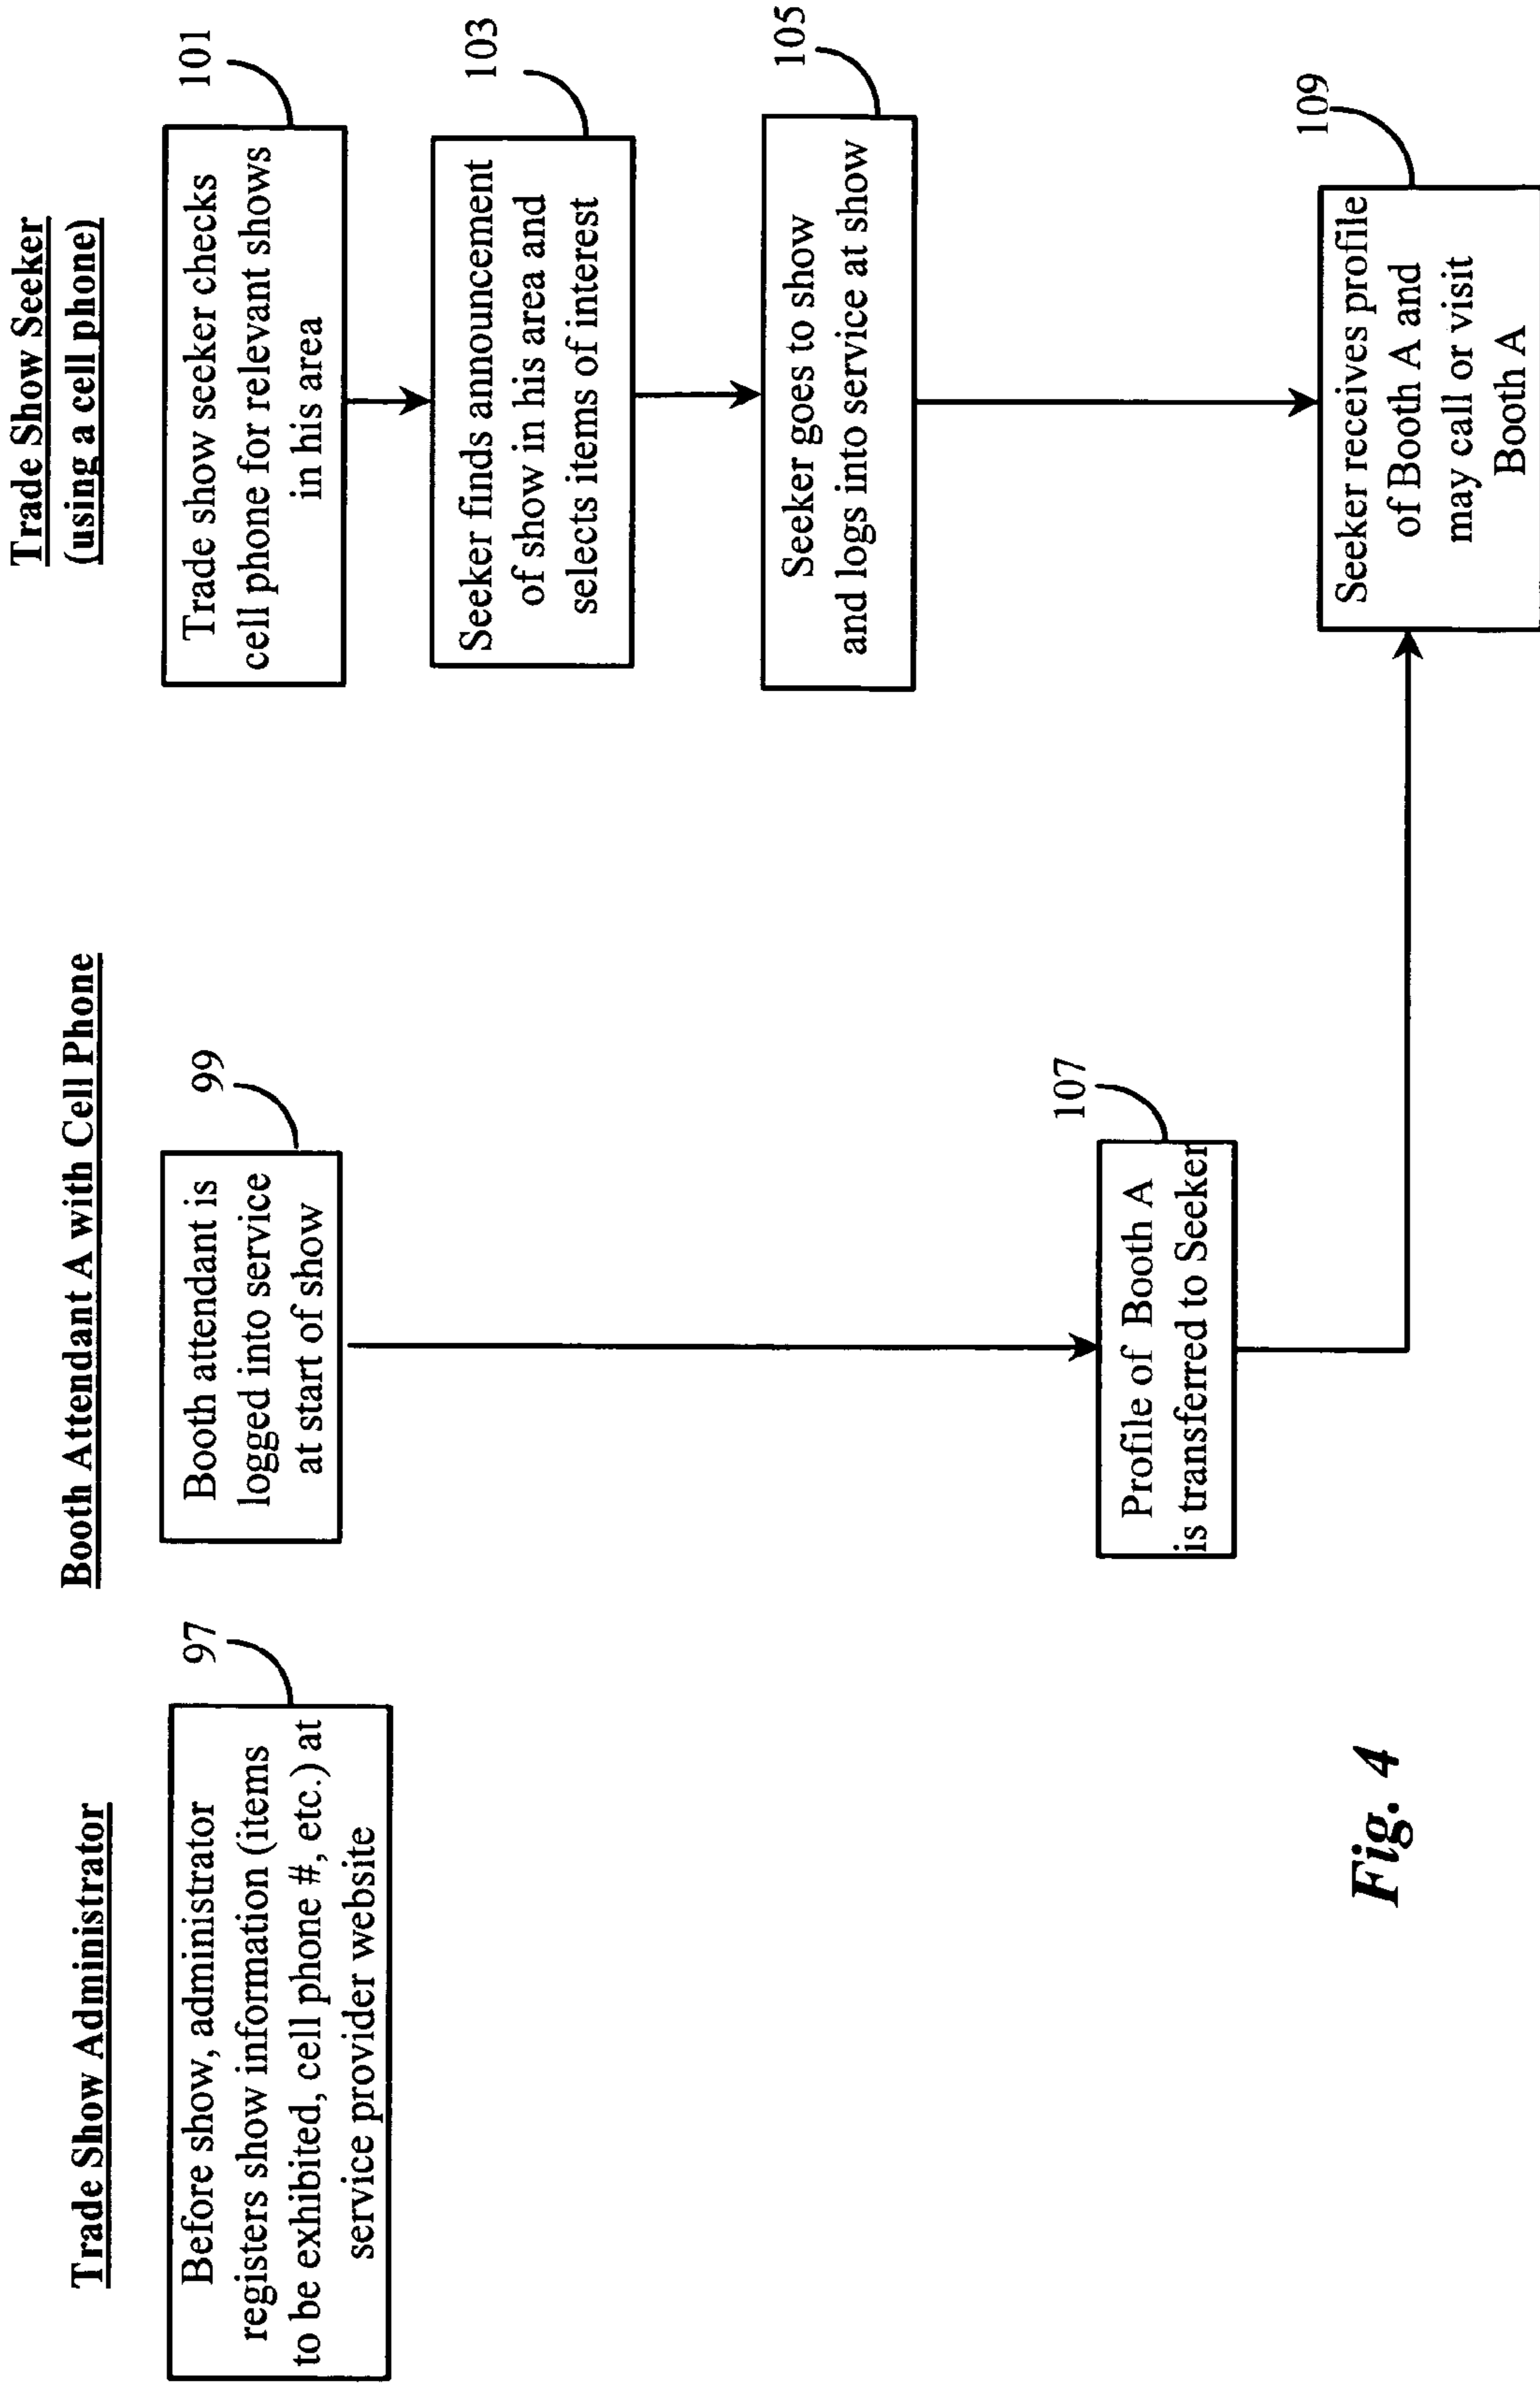 Trade Show Administrator
Before show, administrator
registers show information (items
to be exhibited, cell phone #, etc.) at
service provider website
97
Booth Attendant A with Cell Phone
Booth attendant is
logged into service
at start of show
99
Profile of Booth A
is transferred to Seeker
107
Trade Show Seeker
(using a cell phone)
Trade show seeker checks
cell phone for relevant shows
in his area
101
Seeker finds announcement
of show in his area and
selects items of interest
103
Seeker goes to show
and logs into service at show
105
Seeker receives profile
of Booth A and
may call or visit
Booth A
109
Fig. 4